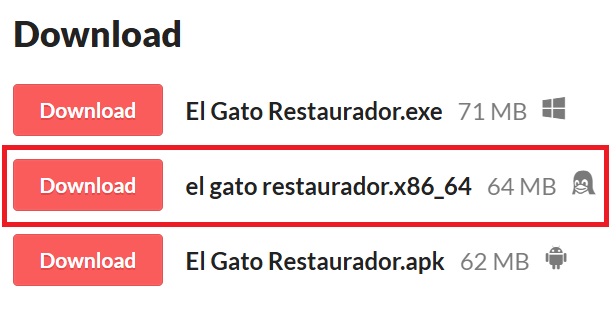 Download
Download El Gato Restaurador.exe 71 MB
Download el gato restaurador.x86_64 64 MB
Download El Gato Restaurador.apk 62 MB